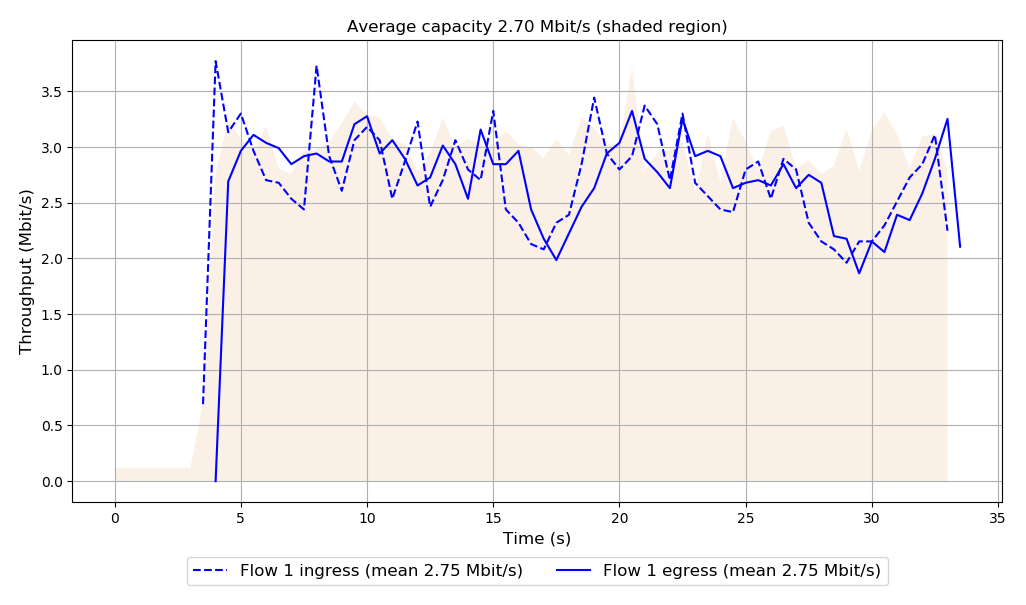 Average capacity 2.70 Mbit/s (shaded region)
Throughput (Mbit/s)
3.5
3.0
2.5
2.0
1.5
1.0
0.5
0.0
0 5 10 15 20 25 30 35
Time (s)
Flow 1 ingress (mean 2.75 Mbit/s) Flow 1 egress (mean 2.75 Mbit/s)